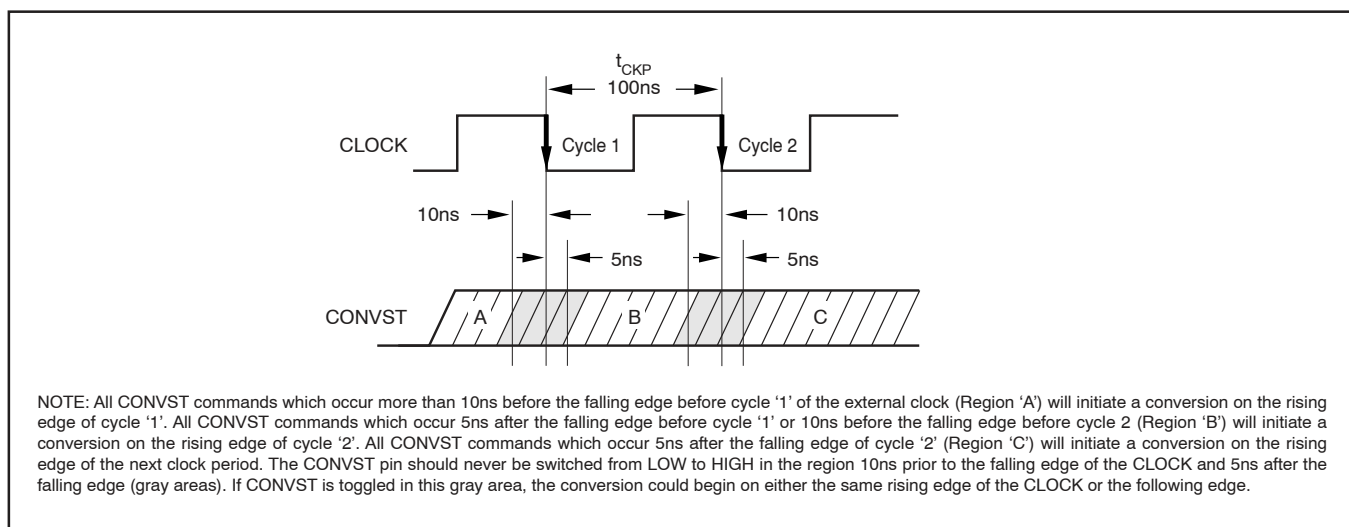 tCKP
100ns
CLOCK
Cycle 1
Cycle 2
10ns
10ns
5ns
5ns
CONVST
A
B
C
NOTE: All CONVST commands which occur more than 10ns before the falling edge before cycle ‘1’ of the external clock (Region ‘A’) will initiate a conversion on the rising
edge of cycle ‘1’. All CONVST commands which occur 5ns after the falling edge before cycle ‘1’ or 10ns before the falling edge before cycle 2 (Region ‘B’) will initiate a
conversion on the rising edge of cycle ‘2’. All CONVST commands which occur 5ns after the falling edge of cycle ‘2’ (Region ‘C’) will initiate a conversion on the rising
edge of the next clock period. The CONVST pin should never be switched from LOW to HIGH in the region 10ns prior to the falling edge of the CLOCK and 5ns after the
falling edge (gray areas). If CONVST is toggled in this gray area, the conversion could begin on either the same rising edge of the CLOCK or the following edge.